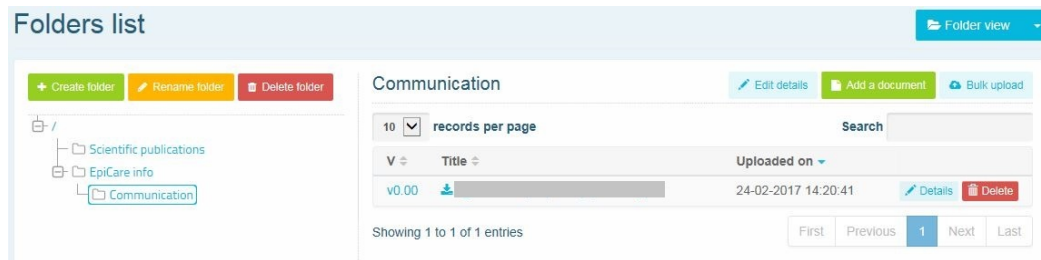 Folders list
Folder view
Create folder
Rename folder
Delete folder
/
Scientific publications
EpiCare info
Communication
Communication
Edit details
Add a document
Bulk upload
10 records per page
Search
V Title Uploaded on
v0.00 24-02-2017 14:20:41 Details Delete
Showing 1 to 1 of 1 entries
First Previous 1 Next Last